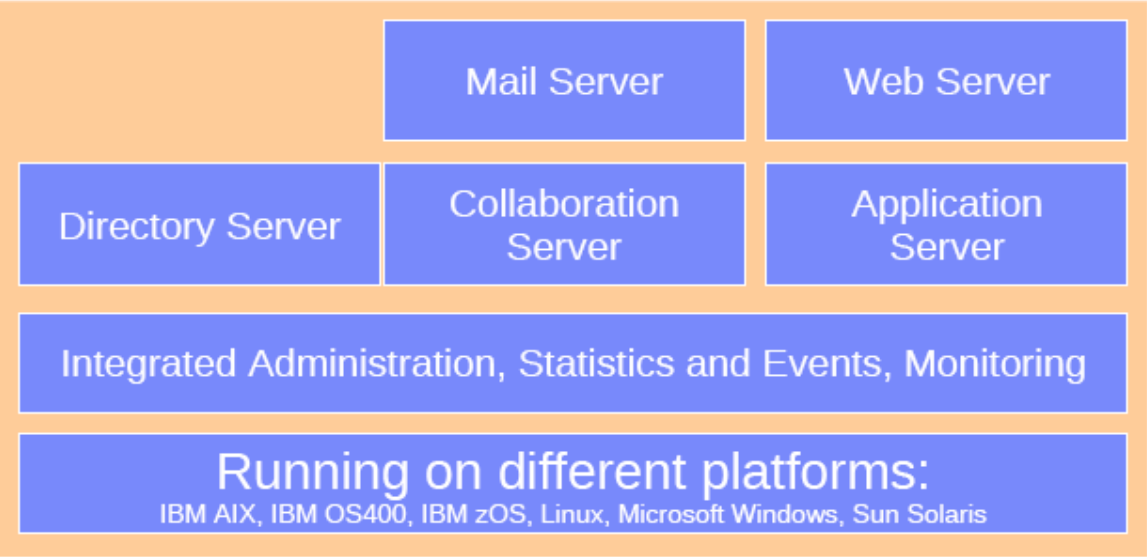 Mail Server
Web Server
Directory Server
Collaboration
Server
Application
Server
Integrated Administration, Statistics and Events, Monitoring
Running on different platforms:
IBM AIX, IBM OS400, IBM zOS, Linux, Microsoft Windows, Sun Solaris